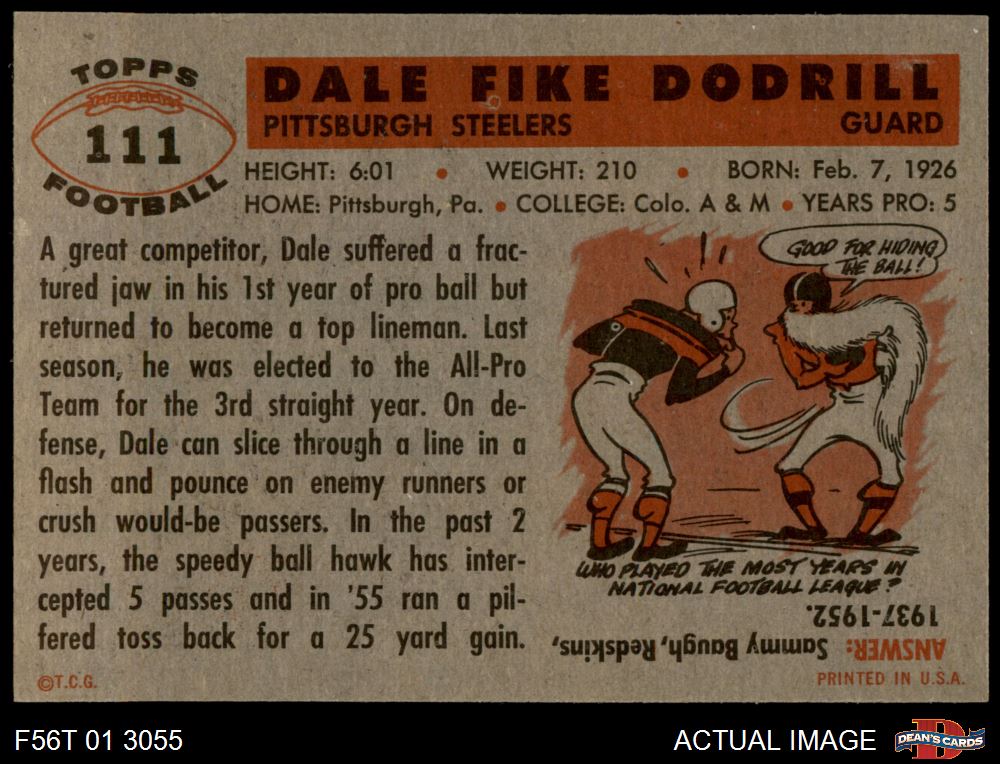 TOPPS
111
FOOTBALL
DALE FIKE DODRILL
PITTSBURGH STEELERS GUARD
HEIGHT: 6:01 • WEIGHT: 210 • BORN: Feb. 7, 1926
HOME: Pittsburgh, Pa. • COLLEGE: Colo. A & M • YEARS PRO: 5
A great competitor, Dale suffered a frac-
tured jaw in his 1st year of pro ball but
returned to become a top lineman. Last
season, he was elected to the All-Pro
Team for the 3rd straight year. On de-
fense, Dale can slice through a line in a
flash and pounce on enemy runners or
crush would-be passers. In the past 2
years, the speedy ball hawk has inter-
cepted 5 passes and in '55 ran a pil-
fered toss back for a 25 yard gain.
©T.C.G.
GOOD FOR HIDING
THE BALL!
WHO PLAYED THE MOST YEARS IN
NATIONAL FOOTBALL LEAGUE?
ANSWER: Sammy Baugh, Redskins,
1937-1952.
PRINTED IN U.S.A.
F56T 01 3055
ACTUAL IMAGE
DEAN'S CARDS